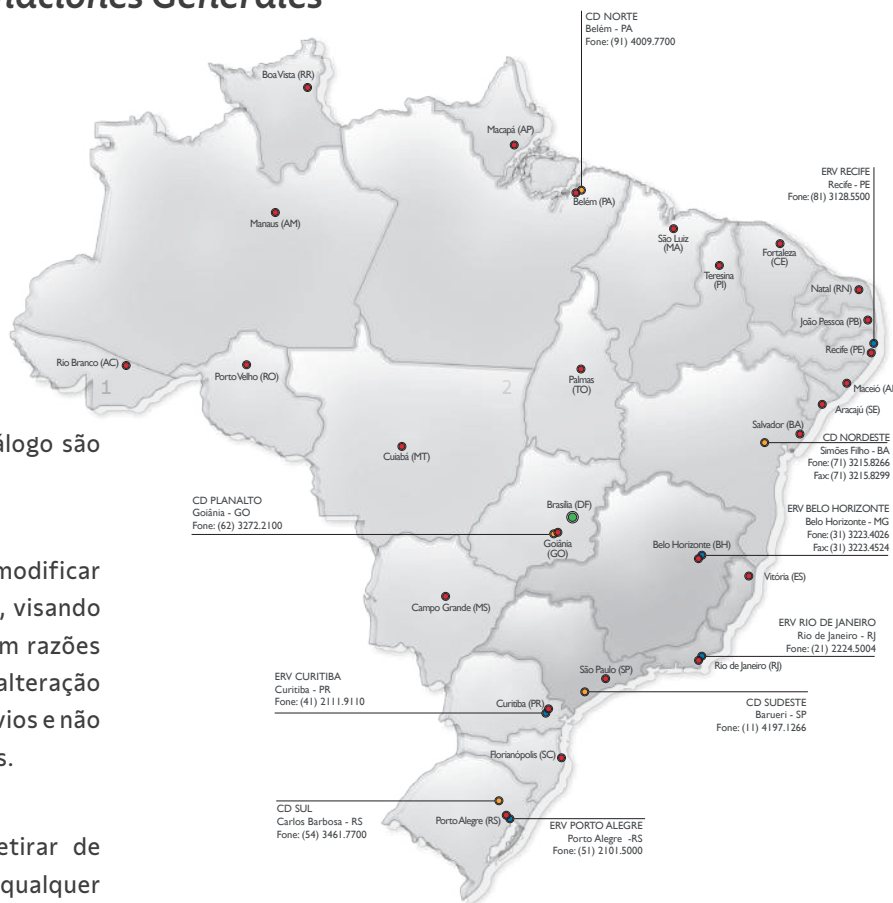 CD NORTE
Belém - PA
Fone: (91) 4009.7700
Boa Vista (RR)
Macapá (AP)
ERV RECIFE
Recife - PE
Fone: (81) 3128.5500
Belém (PA)
Manaus (AM)
São Luiz
(MA)
Fortaleza
(CE)
Teresina
(PI)
Natal (RN)
João Pessoa (PB)
Recife (PE)
Rio Branco (AC)
1
Porto Velho (RO)
2
Palmas
(TO)
Maceió (A
Aracajú (SE)
Salvador (BA)
CD NORDESTE
Simões Filho - BA
Fone: (71) 3215.8266
Fax: (71) 3215.8299
álogo são
Cuiabá (MT)
CD PLANALTO
Goiânia - GO
Fone: (62) 3272.2100
Brasília (DF)
Goiânia
(GO)
ERV BELO HORIZONTE
Belo Horizonte - MG
Fone: (31) 3223.4026
Fax: (31) 3223.4524
Belo Horizonte (BH)
Vitória (ES)
modificar
, visando
m razões
alteração
vios e não
s.
Campo Grande (MS)
ERV RIO DE JANEIRO
Rio de Janeiro - RJ
Fone: (21) 2224.5004
São Paulo (SP)
Rio de Janeiro (RJ)
ERV CURITIBA
Curitiba - PR
Fone: (41) 2111.9110
Curitiba (PR)
CD SUDESTE
Barueri - SP
Fone: (11) 4197.1266
Florianópolis (SC)
CD SUL
Carlos Barbosa - RS
Fone: (54) 3461.7700
Porto Alegre (RS)
ERV PORTO ALEGRE
Porto Alegre -RS
Fone: (51) 2101.5000
etirar de
qualquer